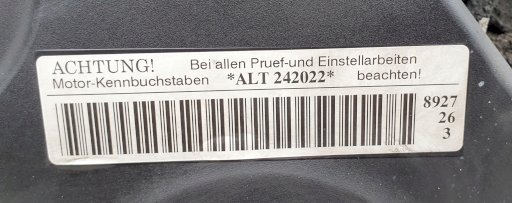 ACHTUNG! Bei allen Pruef-und Einstellarbeiten
Motor-Kennbuchstaben *ALT 242022* beachten!
8927
26
3